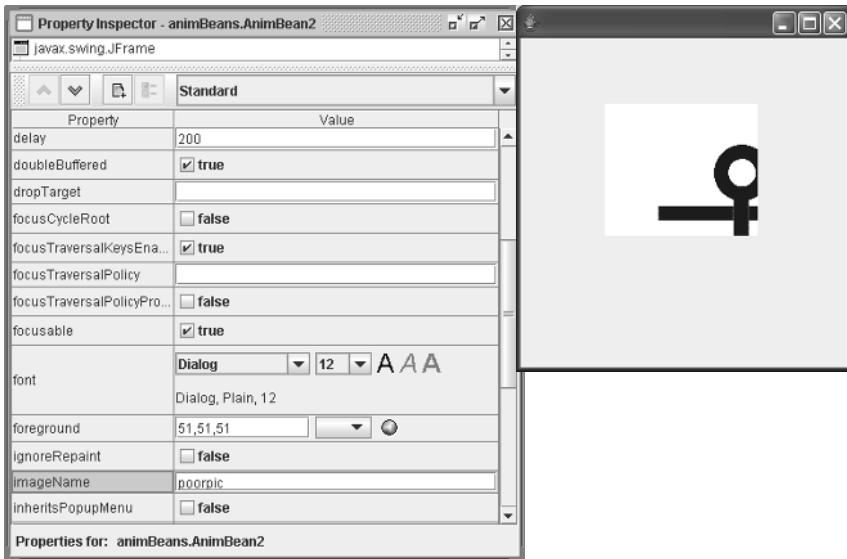 Property Inspector - animBeans.AnimBean2
javax.swing.JFrame
Standard
Property Value
delay 200
doubleBuffered true
dropTarget
focusCycleRoot false
focusTraversalKeysEna... true
focusTraversalPolicy
focusTraversalPolicyPro... false
focusable true
font Dialog 12 A A A
Dialog, Plain, 12
foreground 51,51,51
ignoreRepaint false
imageName poorpic
inheritsPopupMenu false
Properties for: animBeans.AnimBean2